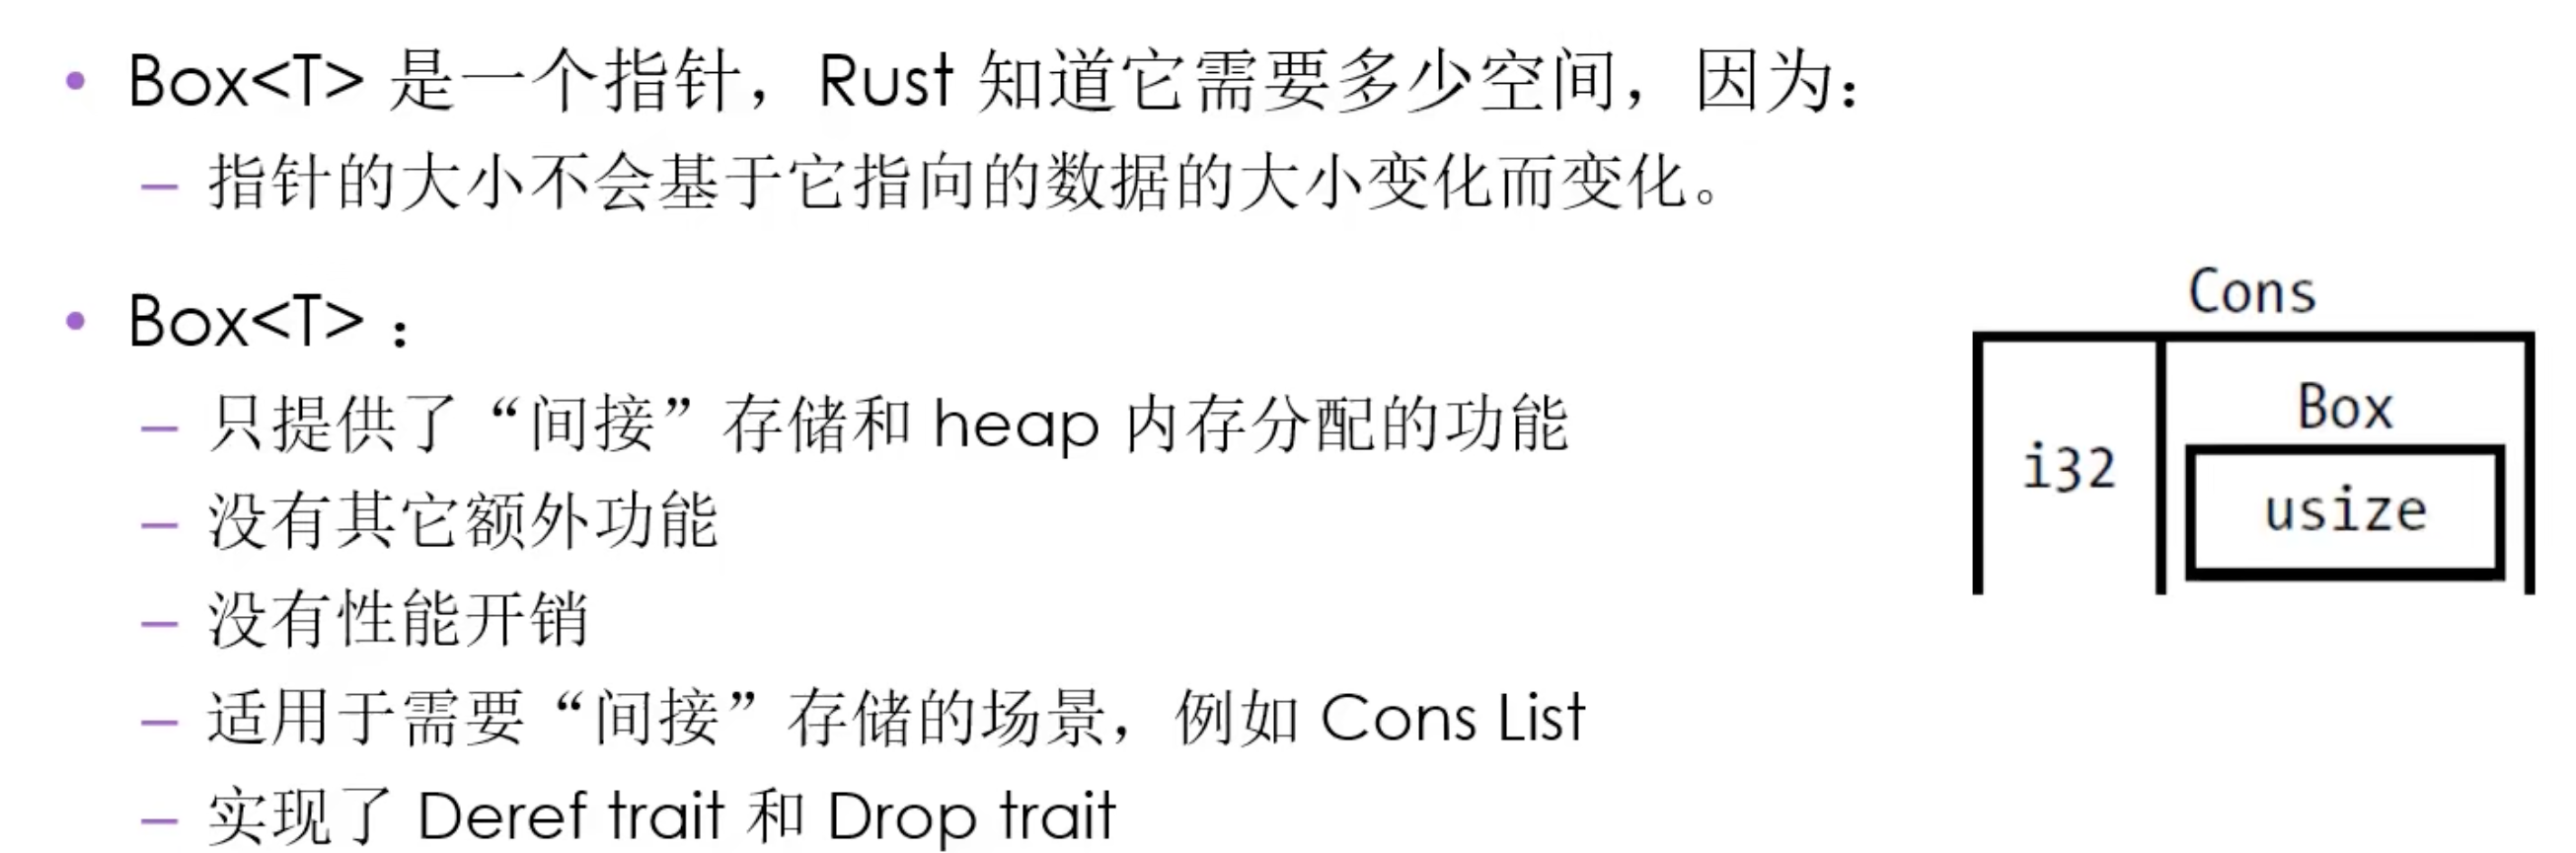 • Box<T> 是一个指针，Rust 知道它需要多少空间，因为：
– 指针的大小不会基于它指向的数据的大小变化而变化。
• Box<T> ：
– 只提供了“间接”存储和 heap 内存分配的功能
– 没有其它额外功能
– 没有性能开销
– 适用于需要“间接”存储的场景，例如 Cons List
– 实现了 Deref trait 和 Drop trait
Cons
i32
Box
usize